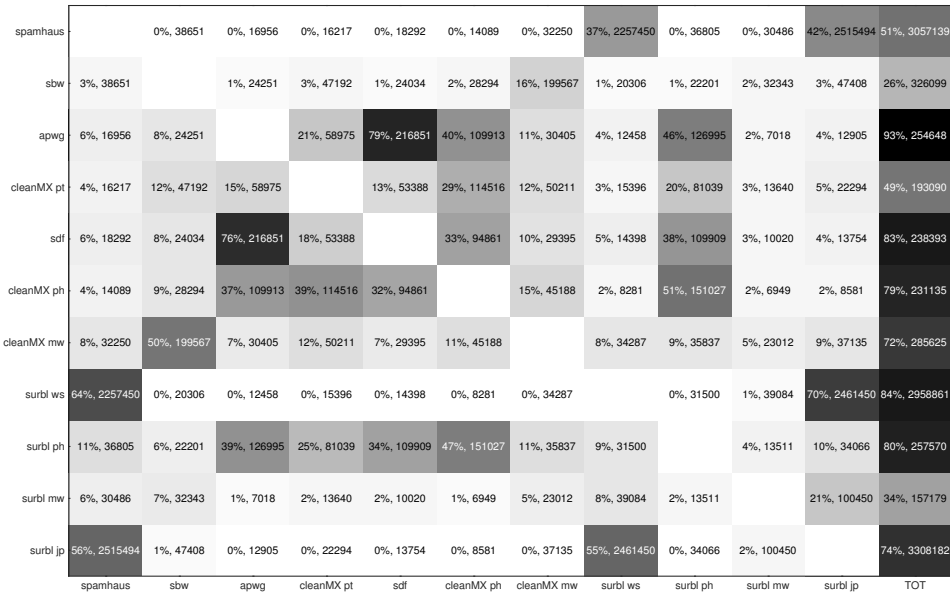 spamhaus 0%, 38651 0%, 16956 0%, 16217 0%, 18292 0%, 14089 0%, 32250 37%, 2257450 0%, 36805 0%, 30486 42%, 2515494 51%, 3057139
sbw 3%, 38651 1%, 24251 3%, 47192 1%, 24034 2%, 28294 16%, 199567 1%, 20306 1%, 22201 2%, 32343 3%, 47408 26%, 326099
apwg 6%, 16956 8%, 24251 21%, 58975 79%, 216851 40%, 109913 11%, 30405 4%, 12458 46%, 126995 2%, 7018 4%, 12905 93%, 254648
cleanMX pt 4%, 16217 12%, 47192 15%, 58975 13%, 53388 29%, 114516 12%, 50211 3%, 15396 20%, 81039 3%, 13640 5%, 22294 49%, 193090
sdf 6%, 18292 8%, 24034 76%, 216851 18%, 53388 33%, 94861 10%, 29395 5%, 14398 38%, 109909 3%, 10020 4%, 13754 83%, 238393
cleanMX ph 4%, 14089 9%, 28294 37%, 109913 39%, 114516 32%, 94861 15%, 45188 2%, 8281 51%, 151027 2%, 6949 2%, 8581 79%, 231135
cleanMX mw 8%, 32250 50%, 199567 7%, 30405 12%, 50211 7%, 29395 11%, 45188 8%, 34287 9%, 35837 5%, 23012 9%, 37135 72%, 285625
surbl ws 64%, 2257450 0%, 20306 0%, 12458 0%, 15396 0%, 14398 0%, 8281 0%, 34287 0%, 31500 1%, 39084 70%, 2461450 84%, 2958861
surbl ph 11%, 36805 6%, 22201 39%, 126995 25%, 81039 34%, 109909 47%, 151027 11%, 35837 9%, 31500 4%, 13511 10%, 34066 80%, 257570
surbl mw 6%, 30486 7%, 32343 1%, 7018 2%, 13640 2%, 10020 1%, 6949 5%, 23012 8%, 39084 2%, 13511 21%, 100450 34%, 157179
surbl jp 56%, 2515494 1%, 47408 0%, 12905 0%, 22294 0%, 13754 0%, 8581 0%, 37135 55%, 2461450 0%, 34066 2%, 100450 74%, 3308182
spamhaus sbw apwg cleanMX pt sdf cleanMX ph cleanMX mw surbl ws surbl ph surbl mw surbl jp TOT